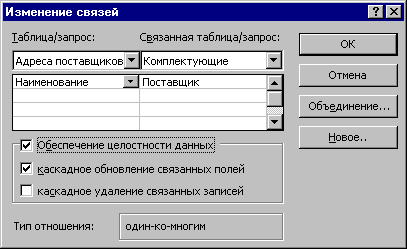 Изменение связей
Таблица/запрос: Связанная таблица/запрос:
Адреса поставщиков Комплектующие
Наименование Поставщик
Обеспечение целостности данных
каскадное обновление связанных полей
каскадное удаление связанных записей
Тип отношения: один-ко-многим
ОК
Отмена
Объединение...
Новое..